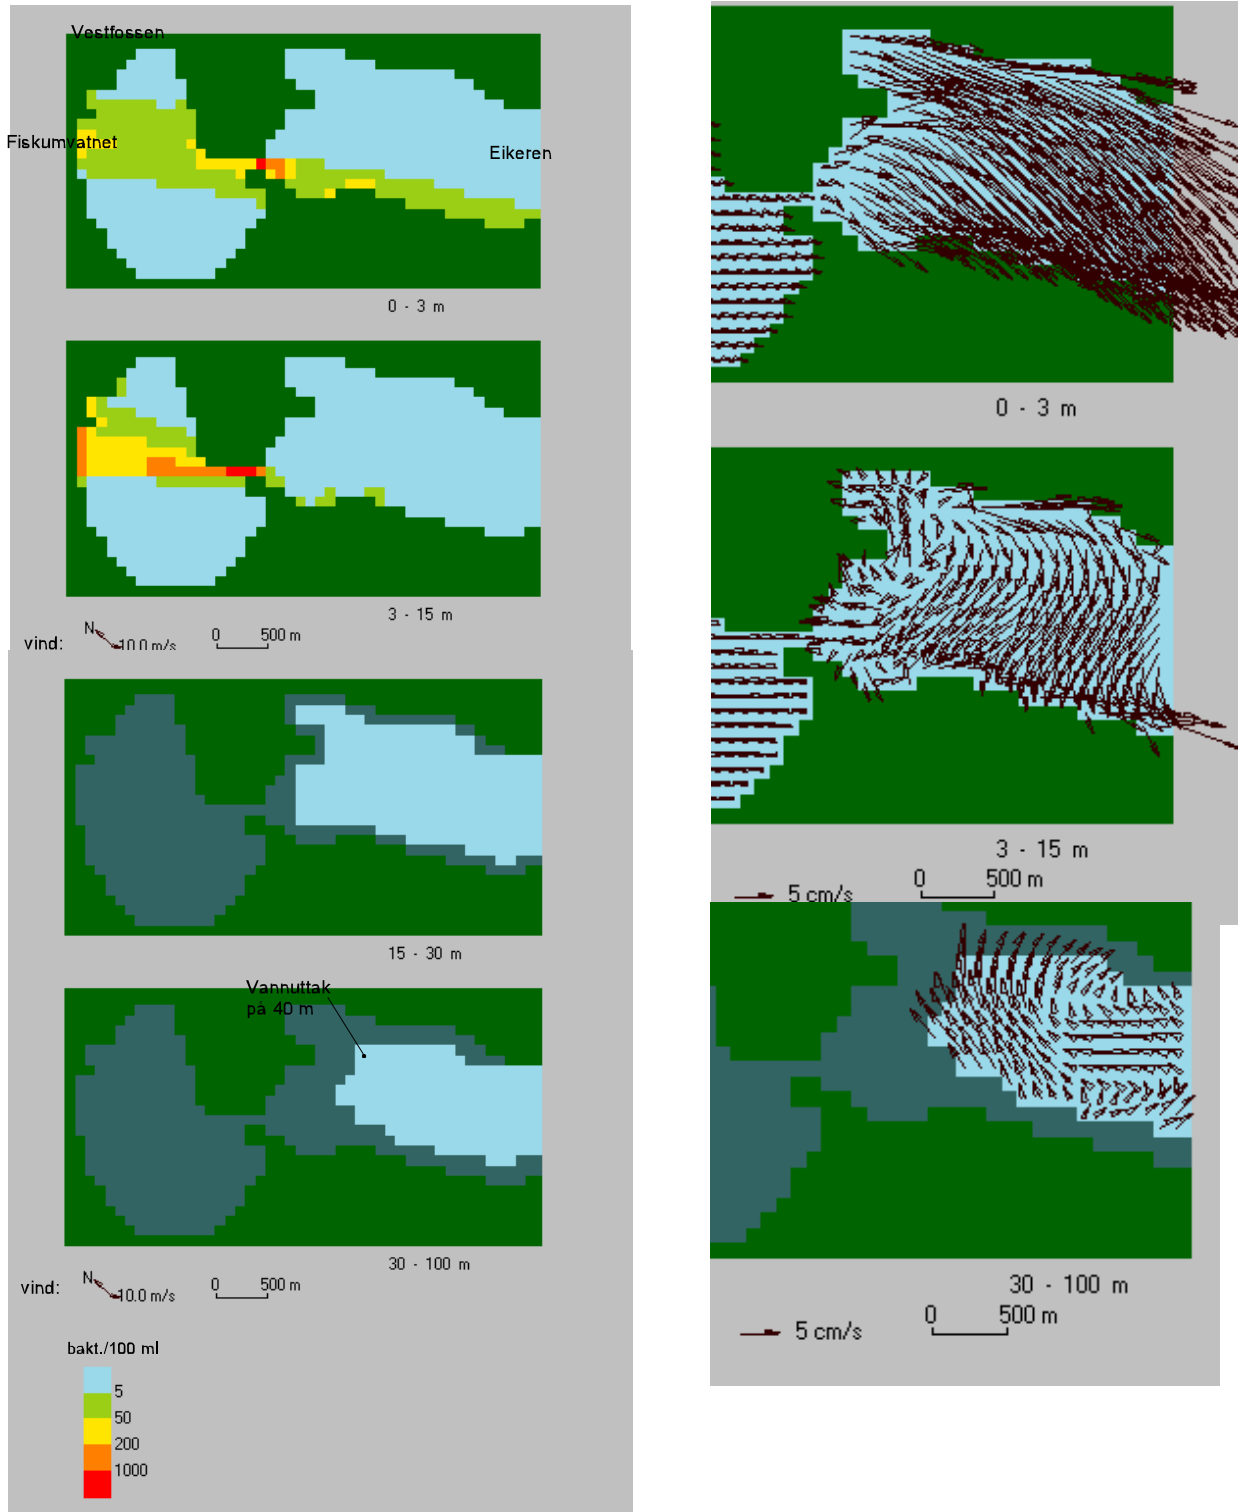 Vestfossen
Fiskumvatnet
Eikeren
0 - 3 m
3 - 15 m
vind:
N
10.0 m/s
0 500 m
15 - 30 m
Vannuttak
på 40 m
30 - 100 m
vind:
N
10.0 m/s
0 500 m
bakt./100 ml
5
50
200
1000
0 - 3 m
3 - 15 m
5 cm/s
0 500 m
30 - 100 m
5 cm/s
0 500 m